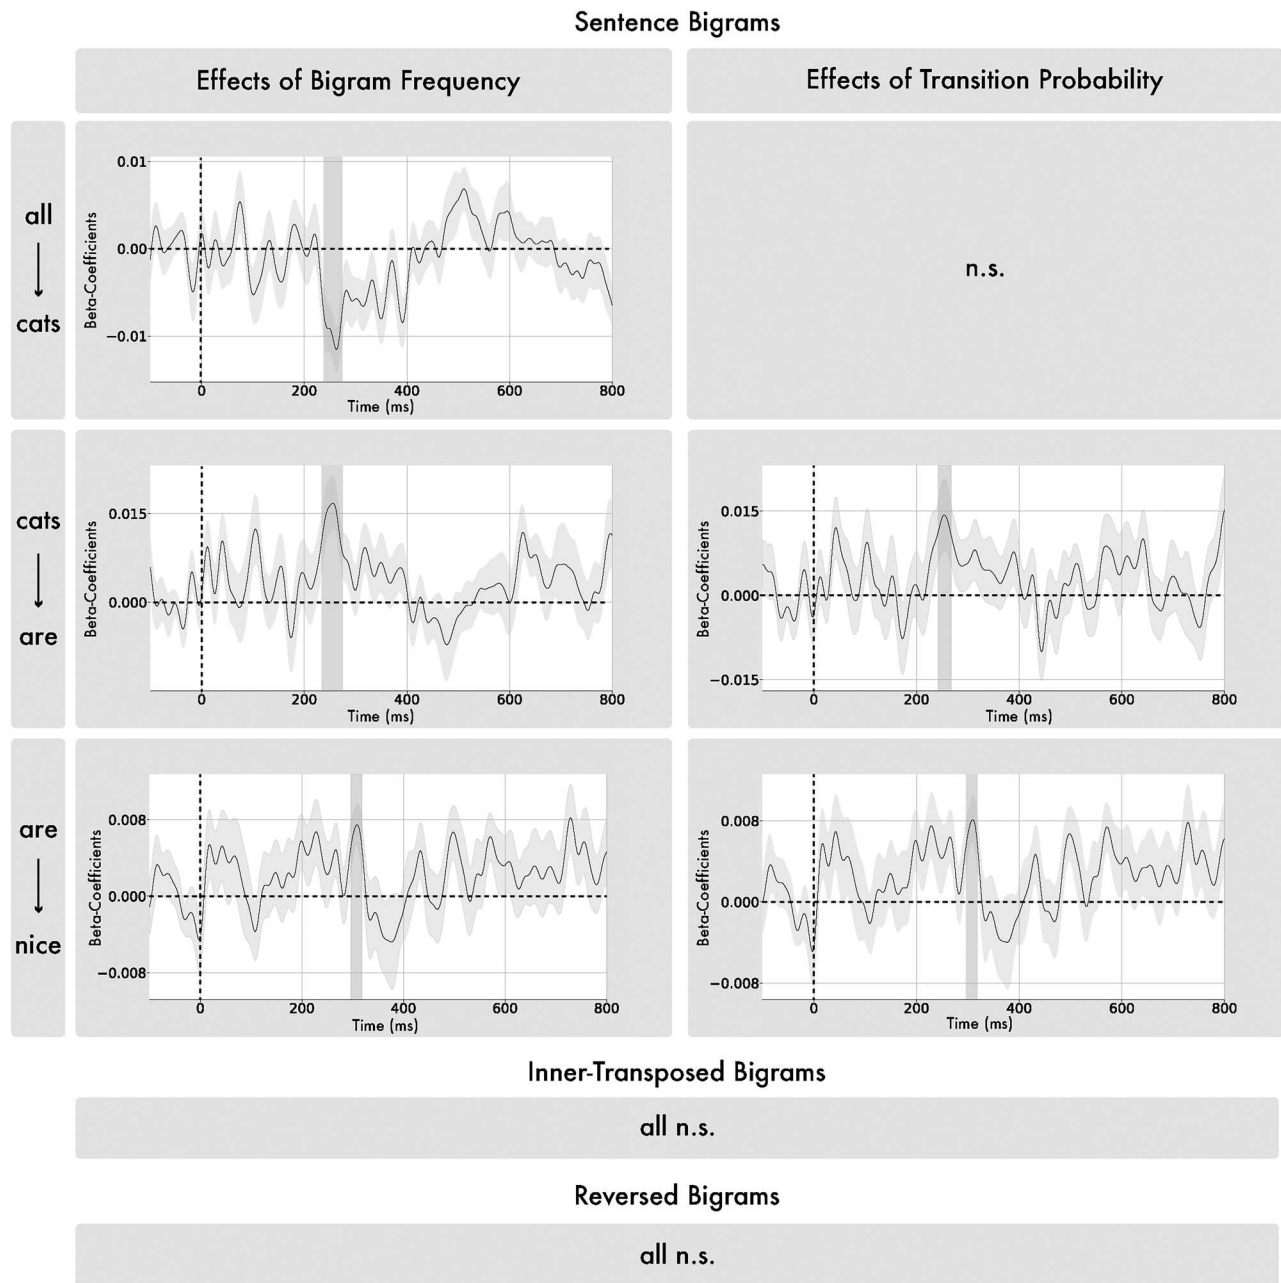 Sentence Bigrams
Effects of Bigram Frequency
Effects of Transition Probability
all
cats
0.01
0.00
−0.01
Beta-Coefficients
0
200
400
600
800
Time (ms)
n.s.
cats
are
0.015
0.000
Beta-Coefficients
0
200
400
600
800
Time (ms)
0.015
0.000
−0.015
Beta-Coefficients
0
200
400
600
800
Time (ms)
are
nice
0.008
0.000
−0.008
Beta-Coefficients
0
200
400
600
800
Time (ms)
0.008
0.000
−0.008
Beta-Coefficients
0
200
400
600
800
Time (ms)
Inner-Transposed Bigrams
all n.s.
Reversed Bigrams
all n.s.